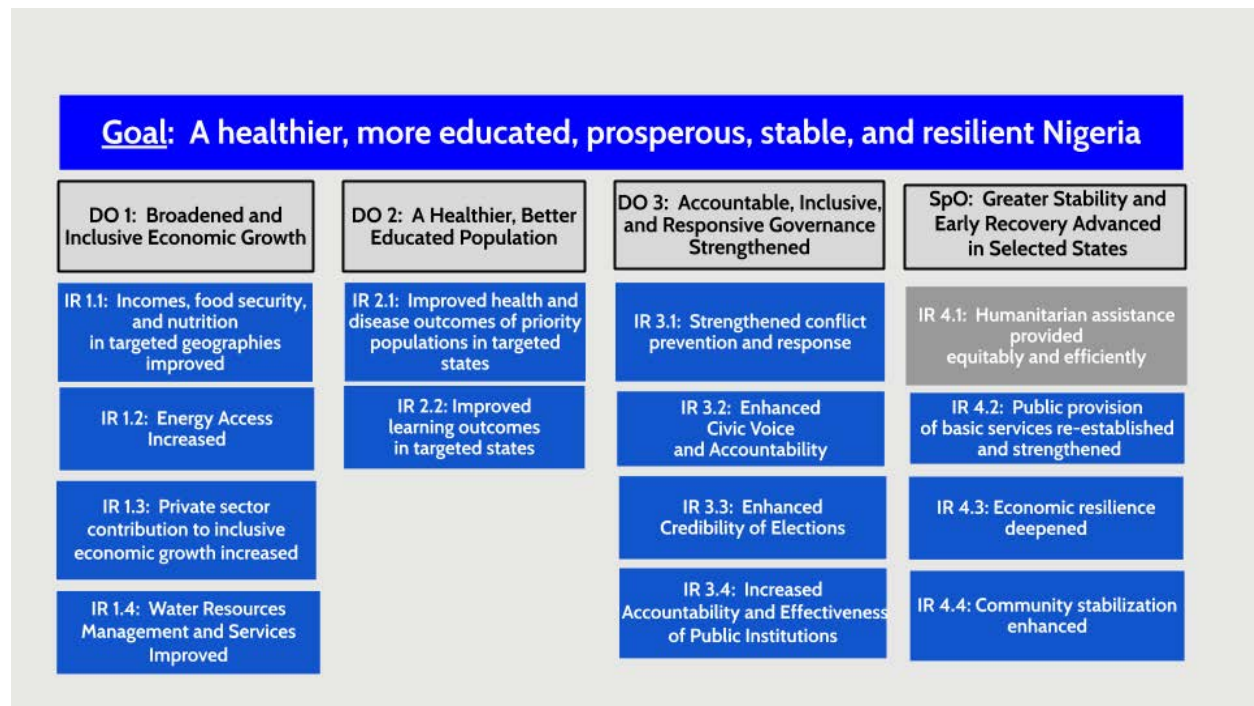 Goal: A healthier, more educated, prosperous, stable, and resilient Nigeria
DO 1: Broadened and
Inclusive Economic Growth
IR 1.1: Incomes, food security,
and nutrition
in targeted geographies
improved
IR 1.2: Energy Access
Increased
IR 1.3: Private sector
contribution to inclusive
economic growth increased
IR 1.4: Water Resources
Management and Services
Improved
DO 2: A Healthier, Better
Educated Population
IR 2.1: Improved health and
disease outcomes of priority
populations in targeted
states
IR 2.2: Improved
learning outcomes
in targeted states
DO 3: Accountable, Inclusive,
and Responsive Governance
Strengthened
IR 3.1: Strengthened conflict
prevention and response
IR 3.2: Enhanced
Civic Voice
and Accountability
IR 3.3: Enhanced
Credibility of Elections
IR 3.4: Increased
Accountability and Effectiveness
of Public Institutions
SpO: Greater Stability and
Early Recovery Advanced
in Selected States
IR 4.1: Humanitarian assistance
provided
equitably and efficiently
IR 4.2: Public provision
of basic services re-established
and strengthened
IR 4.3: Economic resilience
deepened
IR 4.4: Community stabilization
enhanced